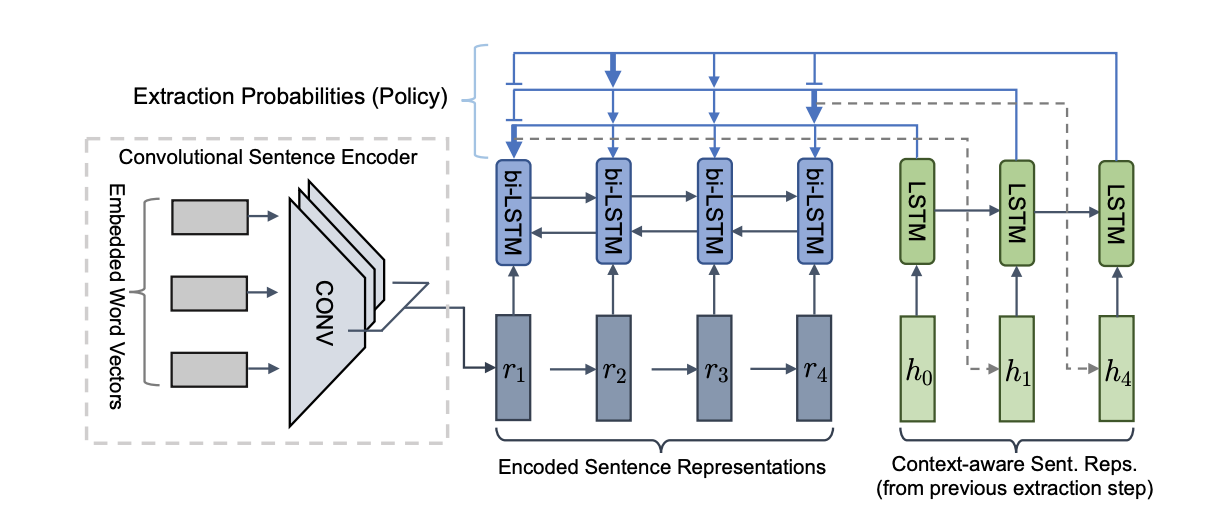 Extraction Probabilities (Policy)
Convolutional Sentence Encoder
Embedded Word Vectors
CONV
bi-LSTM
bi-LSTM
bi-LSTM
bi-LSTM
LSTM
LSTM
LSTM
r1
r2
r3
r4
h0
h1
h4
Encoded Sentence Representations
Context-aware Sent. Reps.
(from previous extraction step)